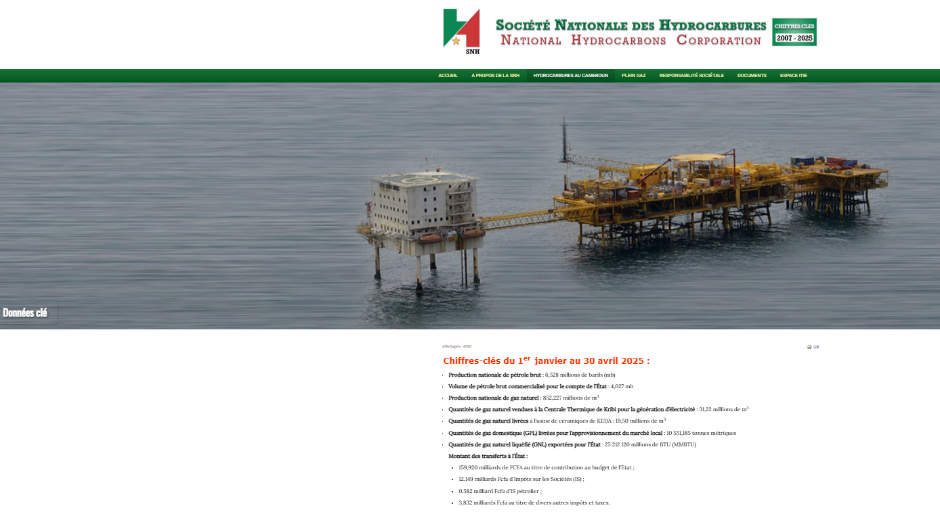 SNH
SOCIÉTÉ NATIONALE DES HYDROCARBURES
NATIONAL HYDROCARBONS CORPORATION
CHIFFRES CLES
2007 - 2025
ACCUEIL A PROPOS DE LA SNH HYDROCARBURES AU CAMEROUN PLEIN GAZ RESPONSABILITÉ SOCIÉTALE DOCUMENTS ESPACE ITIE
Données clé
Chiffres-clés du 1er janvier au 30 avril 2025 :
• Production nationale de pétrole brut : 6,528 millions de barils (mb)
• Volume de pétrole brut commercialisé pour le compte de l'État : 4,027 mb
• Production nationale de gaz naturel : 852,227 millions de m³
• Quantités de gaz naturel vendues à la Centrale Thermique de Kribi pour la génération d'électricité : 31,22 millions de m³
• Quantités de gaz naturel livrées à l'usine de céramiques de KEDA : 19,50 millions de m³
• Quantités de gaz domestique (GPL) livrées pour l'approvisionnement du marché local : 10 551,185 tonnes métriques
• Quantités de gaz naturel liquéfié (GNL) exportées pour l'État : 25 212 120 millions de BTU (MMBTU)
Montant des transferts à l'État :
• 159,920 milliards de FCFA au titre de contribution au budget de l'État ;
• 12,149 milliards Fcfa d'Impôts sur les Sociétés (IS) ;
• 0,582 milliard Fcfa d'IS pétrolier ;
• 3,832 milliards Fcfa au titre de divers autres impôts et taxes.